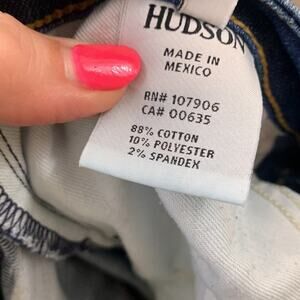 HUDSON
MADE IN
MEXICO
RN# 107906
CA# 00635
88% COTTON
10% POLYESTER
2% SPANDEX